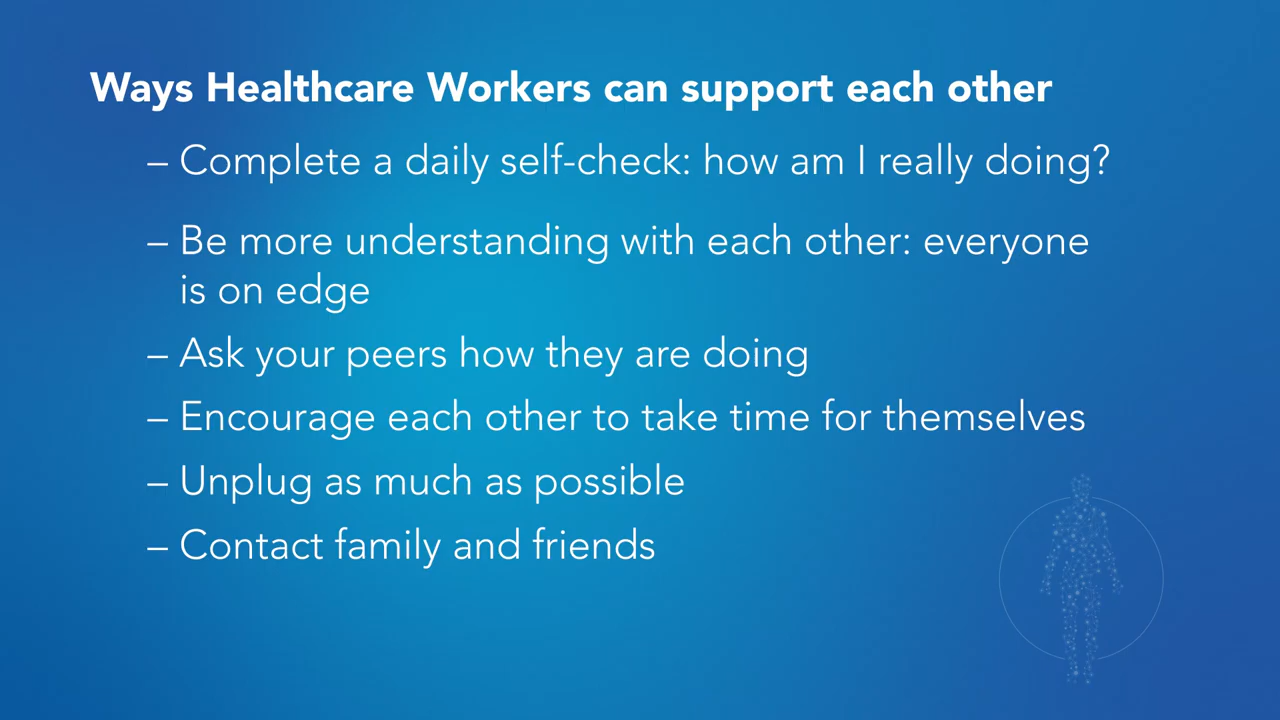 Ways Healthcare Workers can support each other
– Complete a daily self-check: how am I really doing?
– Be more understanding with each other: everyone
is on edge
– Ask your peers how they are doing
– Encourage each other to take time for themselves
– Unplug as much as possible
– Contact family and friends